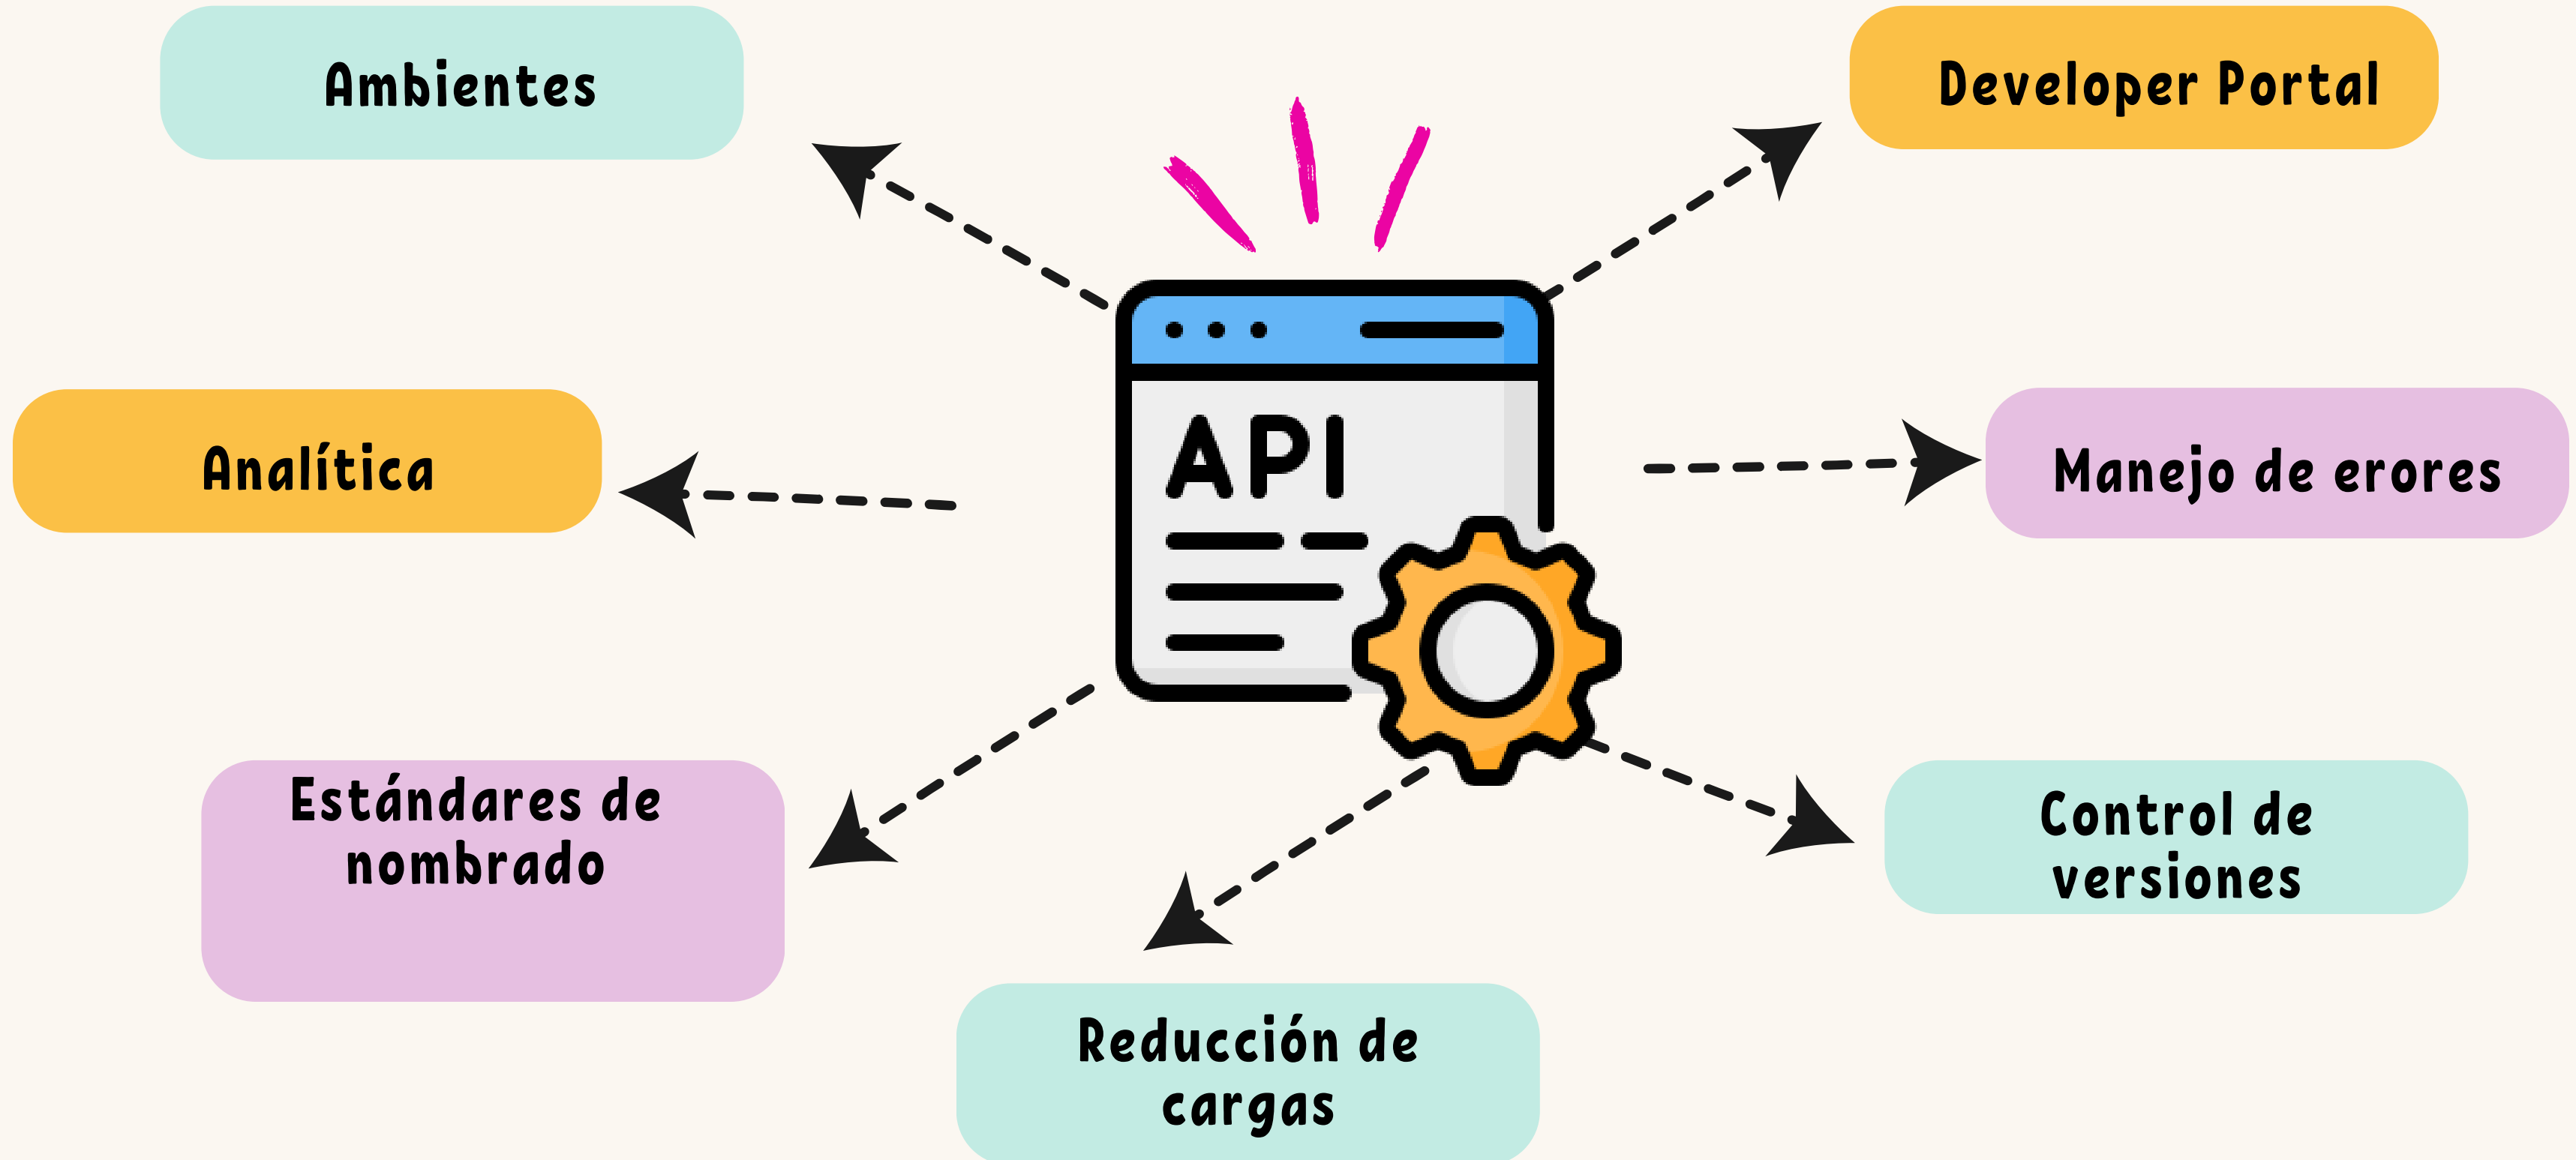 Ambientes
Developer Portal
API
Analítica
Manejo de erores
Estándares de
nombrado
Control de
versiones
Reducción de
cargas